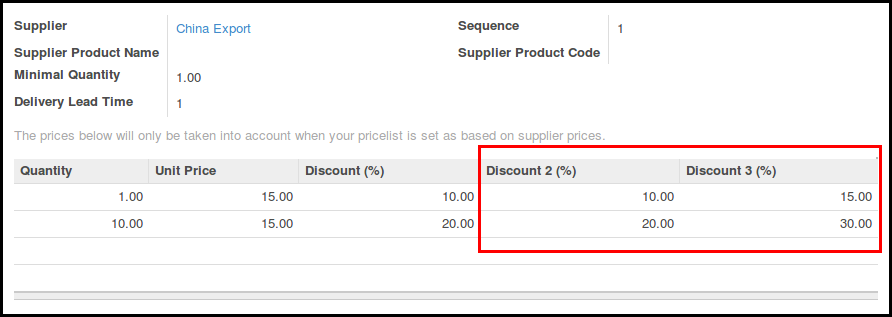 Supplier China Export Sequence 1
Supplier Product Name Supplier Product Code
Minimal Quantity 1.00
Delivery Lead Time 1
The prices below will only be taken into account when your pricelist is set as based on supplier prices.
Quantity Unit Price Discount (%) Discount 2 (%) Discount 3 (%)
1.00 15.00 10.00 10.00 15.00
10.00 15.00 20.00 20.00 30.00